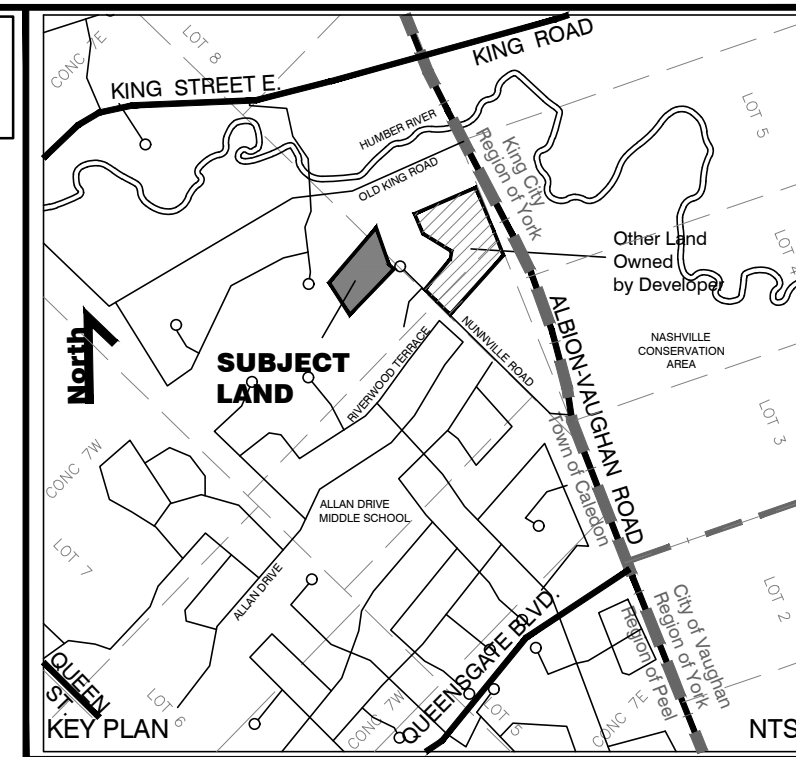 CONC 7E
LOT 8
KING STREET E.
KING ROAD
HUMBER RIVER
OLD KING ROAD
King City
Region of York
LOT 5
Other Land
Owned
by Developer
LOT 4
North
SUBJECT
LAND
RIVERWOOD TERRACE
NUNNVILLE ROAD
ALBION-VAUGHAN ROAD
NASHVILLE
CONSERVATION
AREA
LOT 3
Town of Caledon
CONC 7W
LOT 7
ALLAN DRIVE
MIDDLE SCHOOL
ALLAN DRIVE
QUEENSGATE BLVD.
City of Vaughan
Region of York
Region of Peel
LOT 2
QUEEN
ST.
LOT 6
CONC 7W
LOT 5
CONC 7E
KEY PLAN
NTS